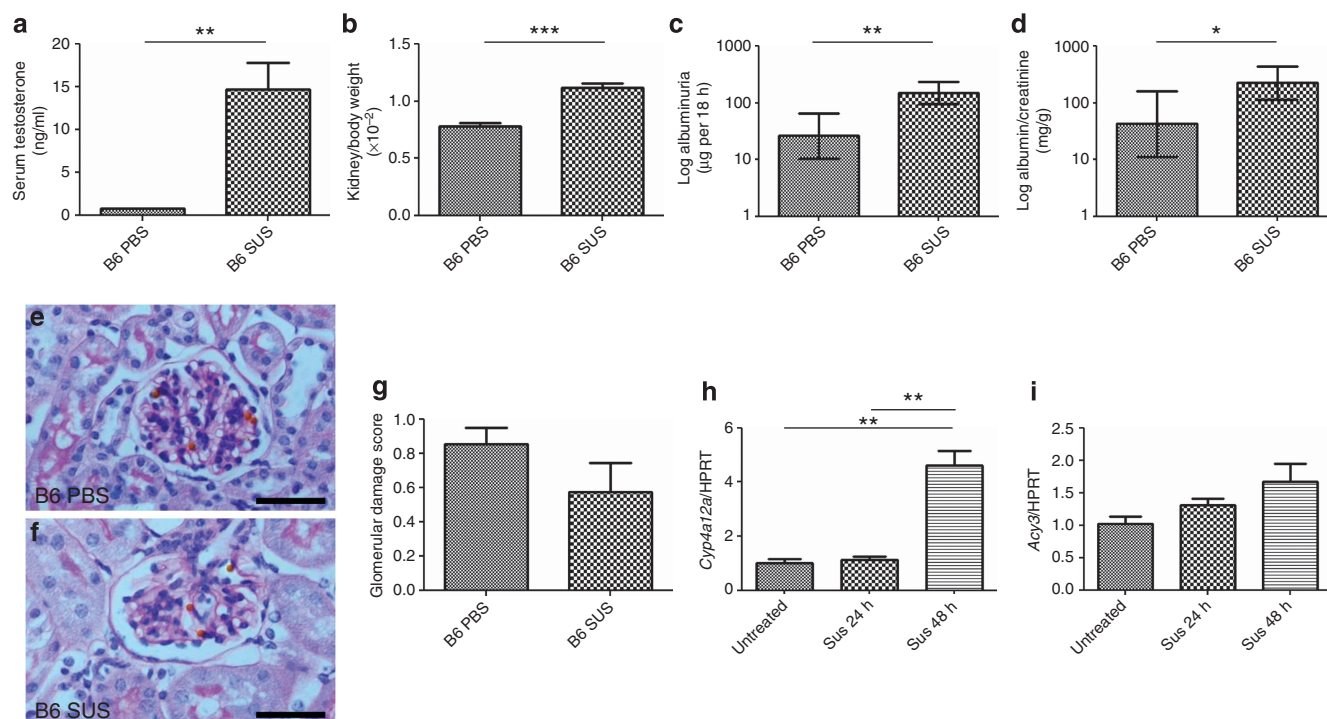 a
**
20
15
10
5
0
Serum testosterone
(ng/ml)
B6 PBS
B6 SUS
b
***
1.5
1.0
0.5
0.0
Kidney/body weight
(×10⁻²)
B6 PBS
B6 SUS
c
**
1000
100
10
1
Log albuminuria
(μg per 18 h)
B6 PBS
B6 SUS
d
*
1000
100
10
1
Log albumin/creatinine
(mg/g)
B6 PBS
B6 SUS
e
B6 PBS
f
B6 SUS
g
1.0
0.8
0.6
0.4
0.2
0.0
Glomerular damage score
B6 PBS
B6 SUS
h
**
**
6
4
2
0
Cyp4a12a/HPRT
Untreated
Sus 24 h
Sus 48 h
i
2.5
2.0
1.5
1.0
0.5
0.0
Acy3/HPRT
Untreated
Sus 24 h
Sus 48 h